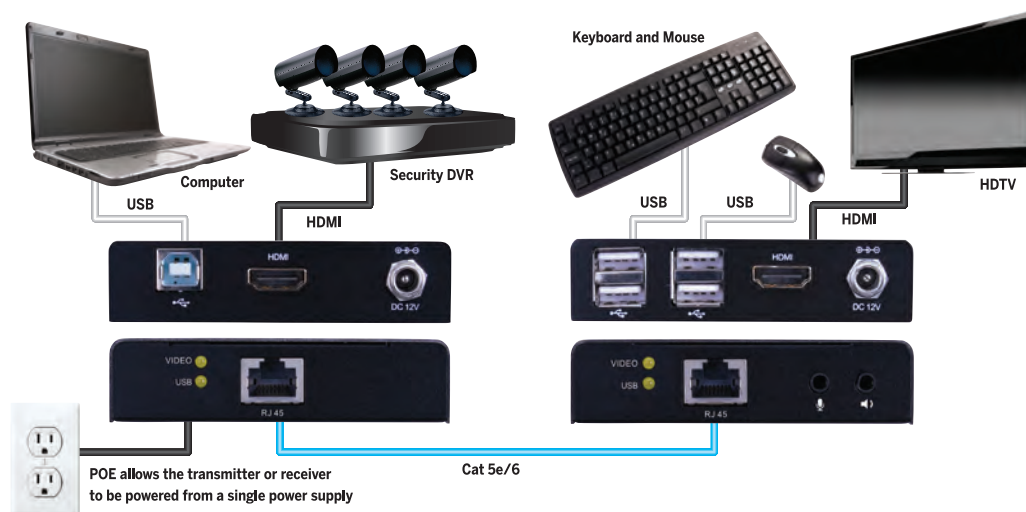 Keyboard and Mouse
Computer
Security DVR
HDTV
USB
HDMI
USB
USB
HDMI
HDMI
DC 12V
HDMI
DC 12V
VIDEO
USB
RJ 45
VIDEO
USB
RJ 45
Cat 5e/6
POE allows the transmitter or receiver
to be powered from a single power supply